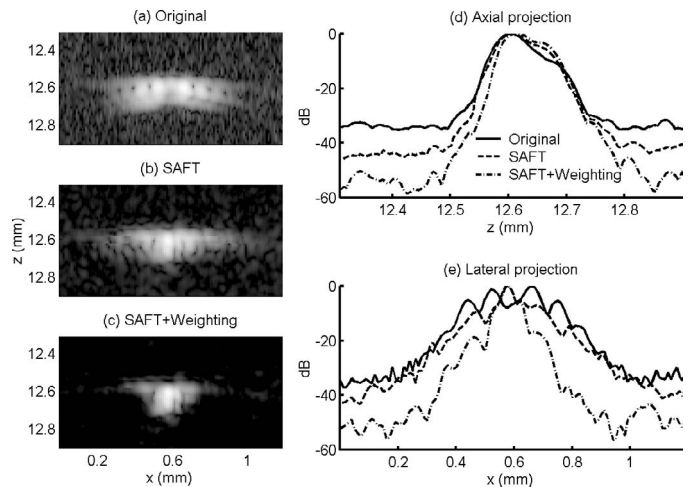 (a) Original
12.4
12.6
12.8
(b) SAFT
12.4
12.6
12.8
z (mm)
(c) SAFT+Weighting
12.4
12.6
12.8
0.2 0.6 1
x (mm)
(d) Axial projection
0
-20
-40
-60
dB
Original
SAFT
SAFT+Weighting
12.4 12.5 12.6 12.7 12.8
z (mm)
(e) Lateral projection
0
-20
-40
-60
dB
0.2 0.4 0.6 0.8 1
x (mm)